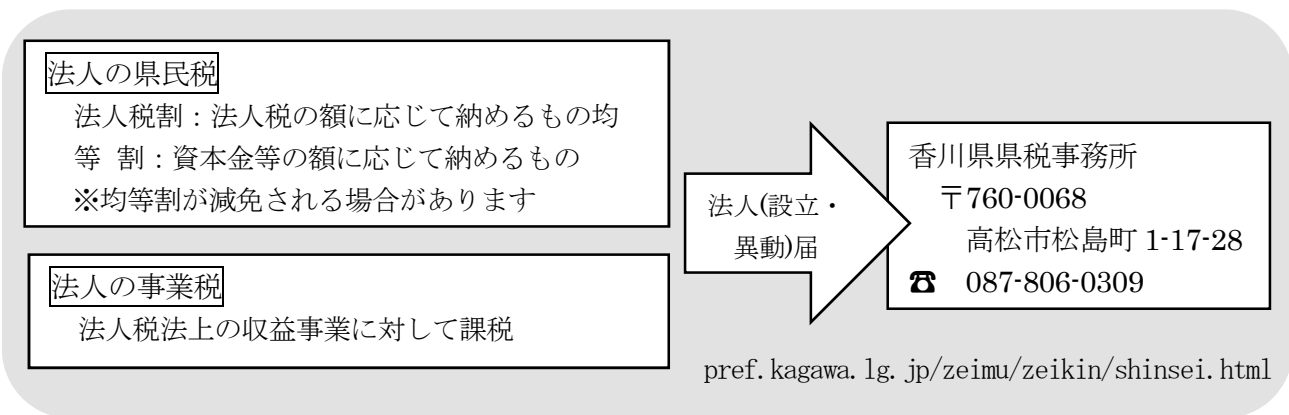 法人の県民税
法人税割：法人税の額に応じて納めるもの均
等 割：資本金等の額に応じて納めるもの
※均等割が減免される場合があります
法人の事業税
法人税法上の収益事業に対して課税
法人(設立・
異動)届
香川県県税事務所
〒760-0068
高松市松島町 1-17-28
☎ 087-806-0309
pref.kagawa.lg.jp/zeimu/zeikin/shinsei.html